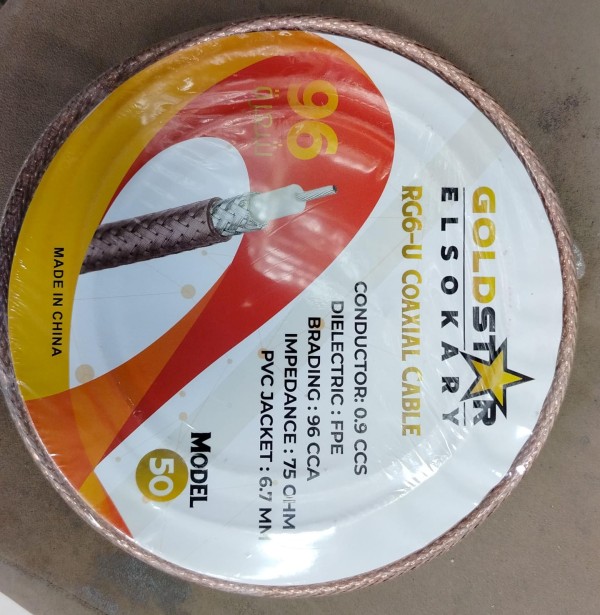 GOLDSTAR
ELSOKARY
RG6-U COAXIAL CABLE
96
CONDUCTOR: 0.9 CCS
DIELECTRIC : FPE
BRADING : 96 CCA
IMPEDANCE : 75 OHM
PVC JACKET : 6.7 MM
MODEL
50
MADE IN CHINA